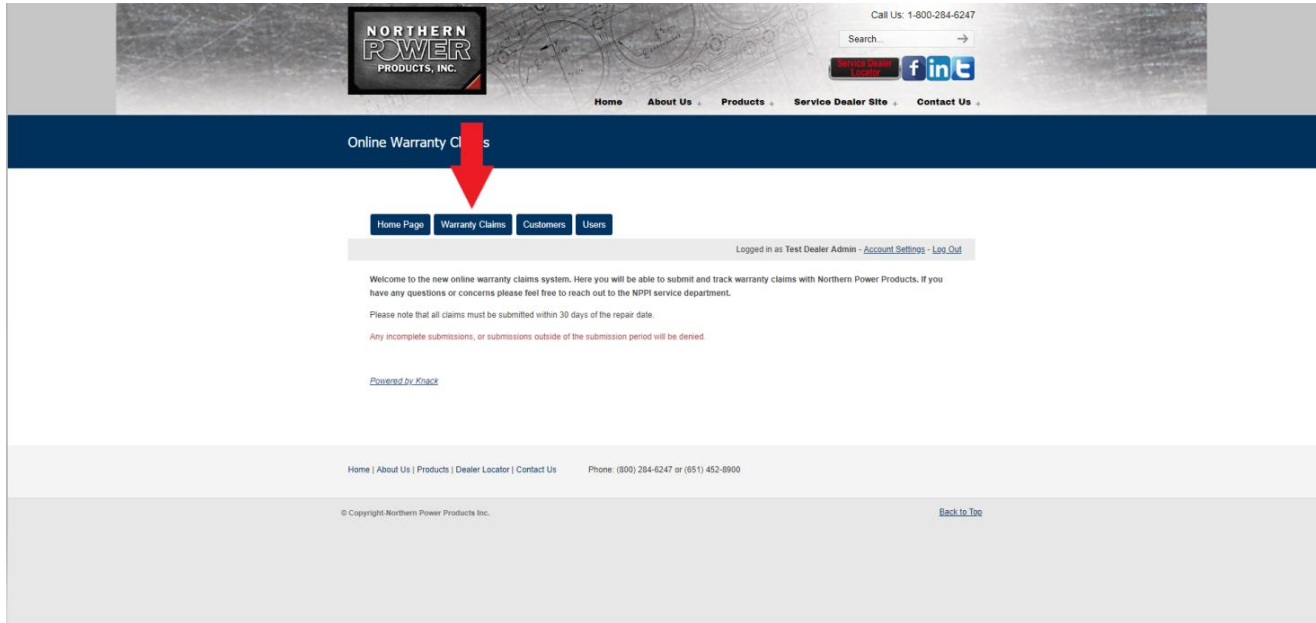 NORTHERN
POWER
PRODUCTS, INC.
Call Us: 1-800-284-6247
Search...
Service Dealer
Locator
Home About Us + Products + Service Dealer Site + Contact Us +
Online Warranty Cl s
Home Page Warranty Claims Customers Users
Logged in as Test Dealer Admin - Account Settings - Log Out
Welcome to the new online warranty claims system. Here you will be able to submit and track warranty claims with Northern Power Products. If you
have any questions or concerns please feel free to reach out to the NPPI service department.
Please note that all claims must be submitted within 30 days of the repair date.
Any incomplete submissions, or submissions outside of the submission period will be denied.
Powered by Knack
Home | About Us | Products | Dealer Locator | Contact Us Phone: (800) 284-6247 or (651) 452-8900
© Copyright-Northern Power Products Inc. Back to Top